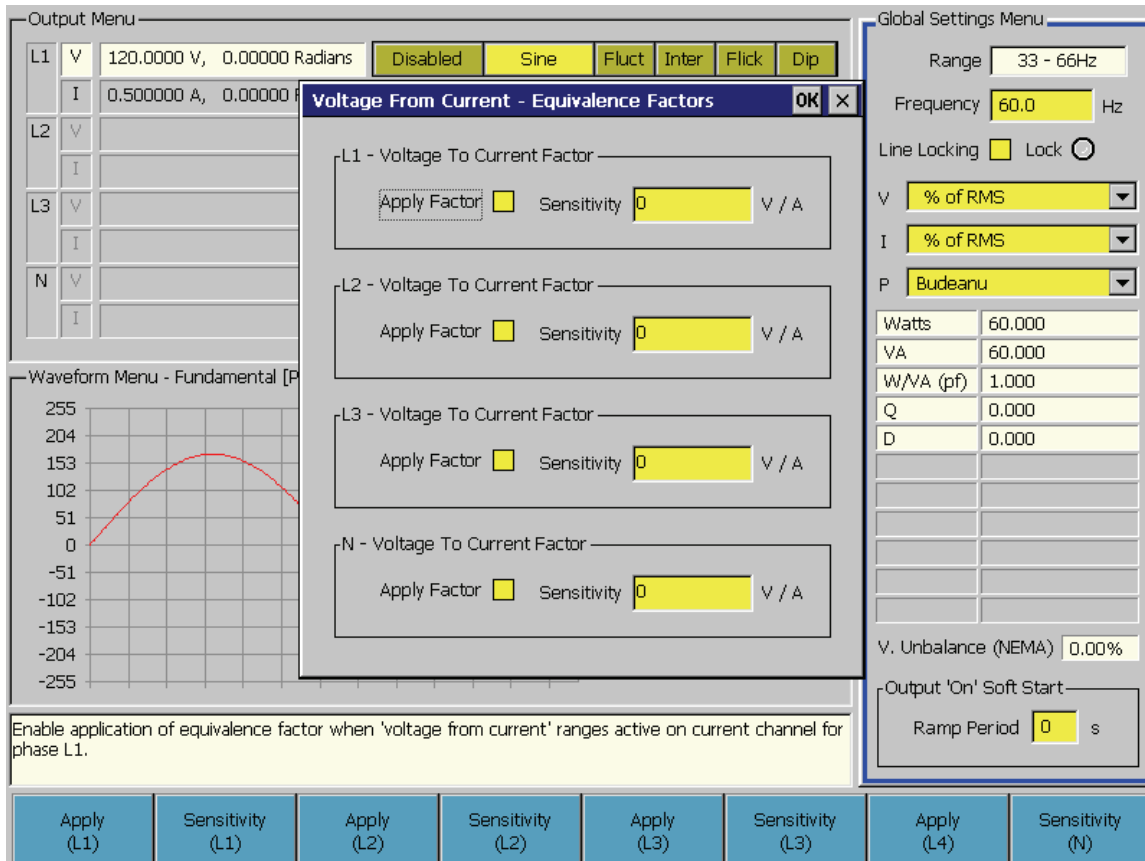 Output Menu
L1 V 120.0000 V, 0.00000 Radians Disabled Sine Fluct Inter Flick Dip
I 0.500000 A, 0.00000
L2 V
I
L3 V
I
N V
I
Voltage From Current - Equivalence Factors OK ×
L1 - Voltage To Current Factor
Apply Factor Sensitivity 0 V / A
L2 - Voltage To Current Factor
Apply Factor Sensitivity 0 V / A
L3 - Voltage To Current Factor
Apply Factor Sensitivity 0 V / A
N - Voltage To Current Factor
Apply Factor Sensitivity 0 V / A
Waveform Menu - Fundamental [P
255
204
153
102
51
0
-51
-102
-153
-204
-255
Enable application of equivalence factor when 'voltage from current' ranges active on current channel for
phase L1.
Global Settings Menu
Range 33 - 66Hz
Frequency 60.0 Hz
Line Locking Lock
V % of RMS
I % of RMS
P Budeanu
Watts 60.000
VA 60.000
W/VA (pf) 1.000
Q 0.000
D 0.000
V. Unbalance (NEMA) 0.00%
Output 'On' Soft Start
Ramp Period 0 s
Apply
(L1)
Sensitivity
(L1)
Apply
(L2)
Sensitivity
(L2)
Apply
(L3)
Sensitivity
(L3)
Apply
(L4)
Sensitivity
(N)